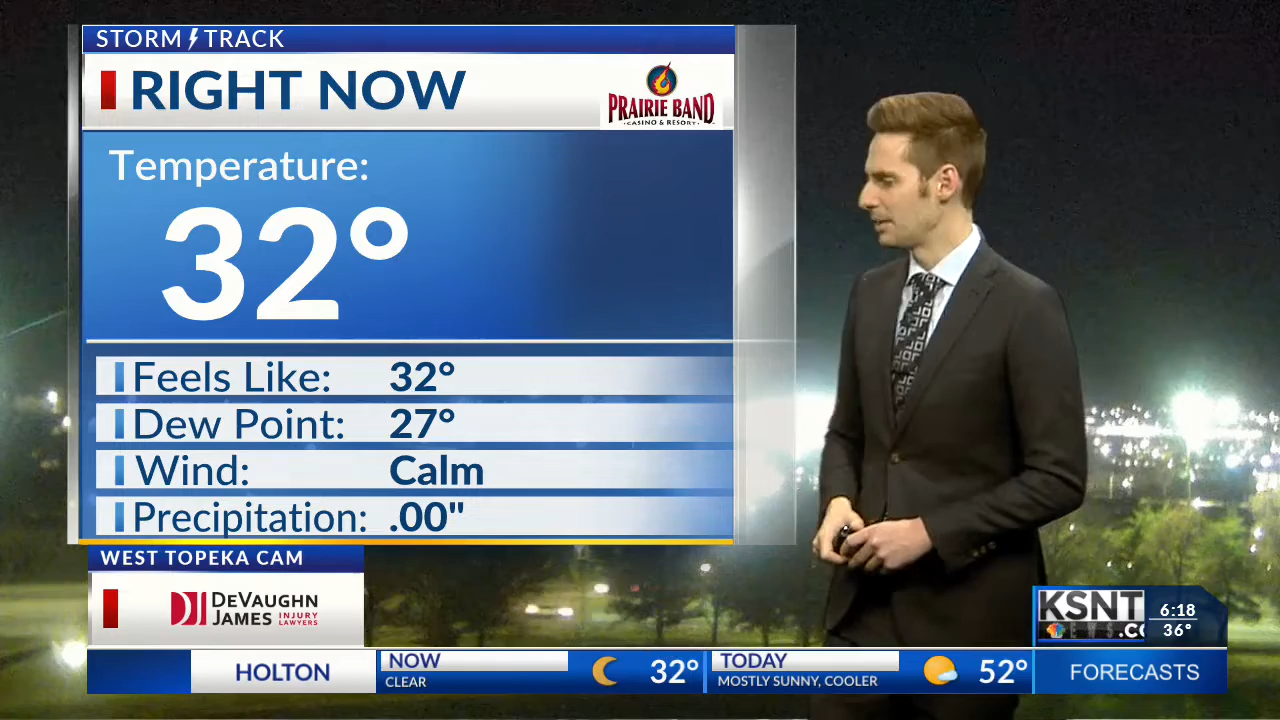 STORM TRACK
RIGHT NOW
PRAIRIE BAND
CASINO & RESORT
Temperature:
32°
Feels Like: 32°
Dew Point: 27°
Wind: Calm
Precipitation: .00"
WEST TOPEKA CAM
DEVAUGHN
JAMES INJURY
LAWYERS
KSNT
NEWS.CO
6:18
36°
HOLTON
NOW
CLEAR
32°
TODAY
MOSTLY SUNNY, COOLER
52°
FORECASTS